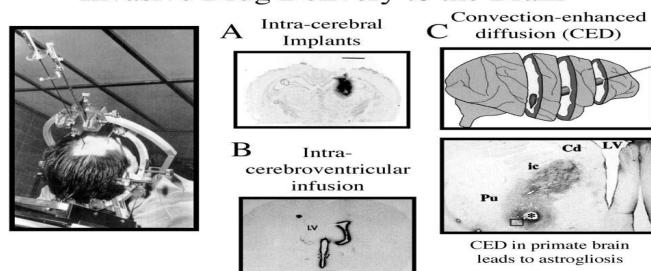 A
Intra-cerebral
Implants
B
Intra-
cerebroventricular
infusion
LV
C
Convection-enhanced
diffusion (CED)
Cd
LV
ic
Pu
*
CED in primate brain
leads to astrogliosis